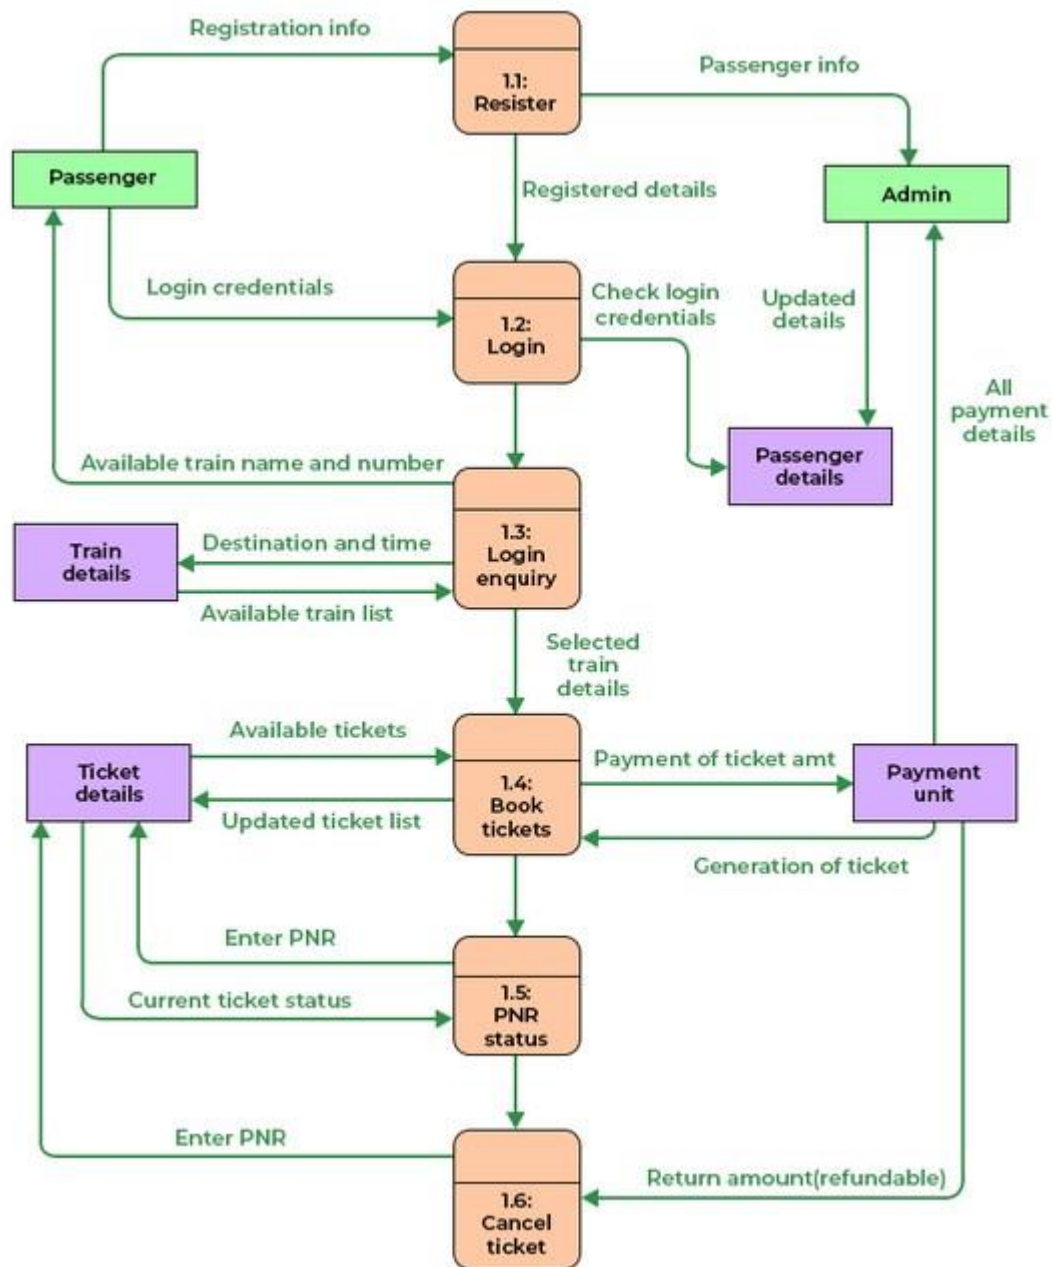 Registration info
1.1:
Resister
Passenger info
Passenger
Admin
Registered details
Login credentials
1.2:
Login
Check login
credentials
Updated
details
All
payment
details
Available train name and number
Passenger
details
1.3:
Login
enquiry
Train
details
Destination and time
Available train list
Selected
train
details
Available tickets
Ticket
details
1.4:
Book
tickets
Payment of ticket amt
Payment
unit
Updated ticket list
Generation of ticket
Enter PNR
1.5:
PNR
status
Current ticket status
Enter PNR
1.6:
Cancel
ticket
Return amount(refundable)